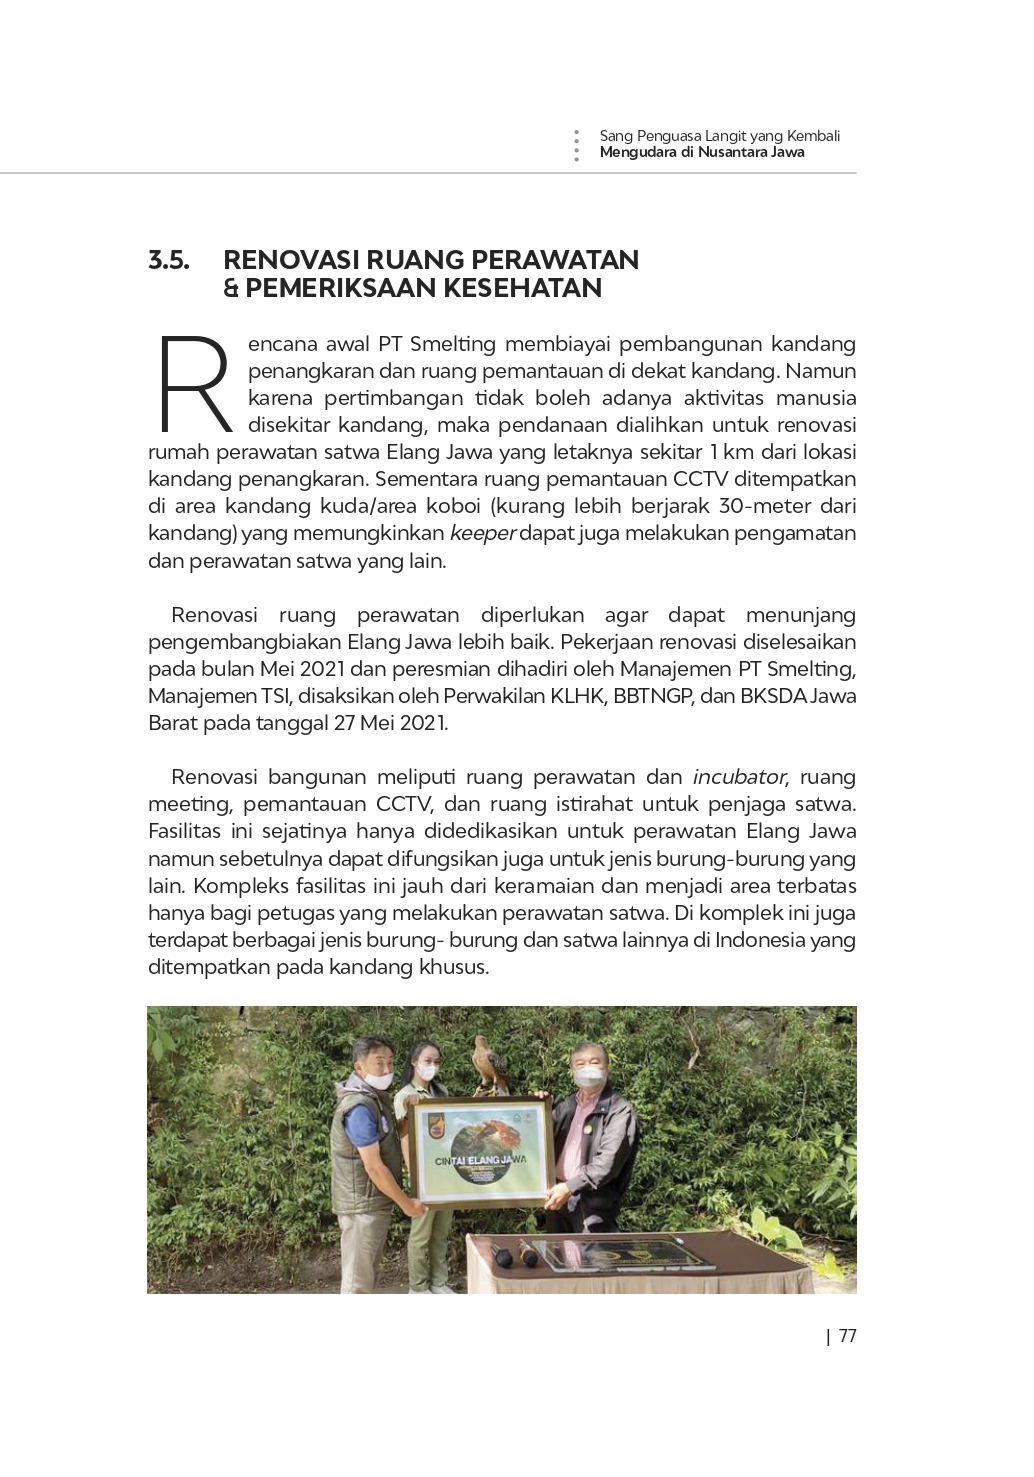 Sang Penguasa Langit yang Kembali
Mengudara di Nusantara Jawa
3.5. RENOVASI RUANG PERAWATAN
& PEMERIKSAAN KESEHATAN
Rencana awal PT Smelting membiayai pembangunan kandang
penangkaran dan ruang pemantauan di dekat kandang. Namun
karena pertimbangan tidak boleh adanya aktivitas manusia
disekitar kandang, maka pendanaan dialihkan untuk renovasi
rumah perawatan satwa Elang Jawa yang letaknya sekitar 1 km dari lokasi
kandang penangkaran. Sementara ruang pemantauan CCTV ditempatkan
di area kandang kuda/area koboi (kurang lebih berjarak 30-meter dari
kandang) yang memungkinkan keeper dapat juga melakukan pengamatan
dan perawatan satwa yang lain.
Renovasi ruang perawatan diperlukan agar dapat menunjang
pengembangbiakan Elang Jawa lebih baik. Pekerjaan renovasi diselesaikan
pada bulan Mei 2021 dan peresmian dihadiri oleh Manajemen PT Smelting,
Manajemen TSI, disaksikan oleh Perwakilan KLHK, BBTNGP, dan BKSDA Jawa
Barat pada tanggal 27 Mei 2021.
Renovasi bangunan meliputi ruang perawatan dan incubator, ruang
meeting, pemantauan CCTV, dan ruang istirahat untuk penjaga satwa.
Fasilitas ini sejatinya hanya didedikasikan untuk perawatan Elang Jawa
namun sebetulnya dapat difungsikan juga untuk jenis burung-burung yang
lain. Kompleks fasilitas ini jauh dari keramaian dan menjadi area terbatas
hanya bagi petugas yang melakukan perawatan satwa. Di komplek ini juga
terdapat berbagai jenis burung- burung dan satwa lainnya di Indonesia yang
ditempatkan pada kandang khusus.
CINTAI ELANG JAWA
| 77